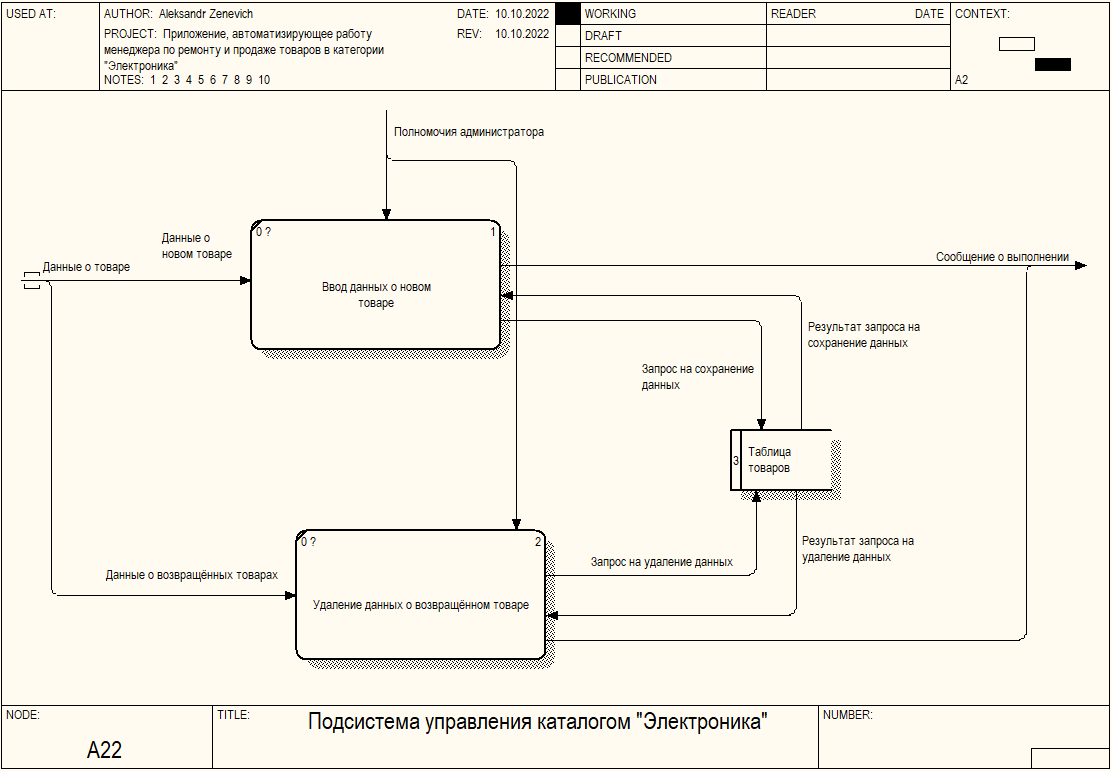 USED AT:
AUTHOR: Aleksandr Zenevich
DATE: 10.10.2022
PROJECT: Приложение, автоматизирующее работу
менеджера по ремонту и продаже товаров в категории
"Электроника"
REV: 10.10.2022
NOTES: 1 2 3 4 5 6 7 8 9 10
WORKING
DRAFT
RECOMMENDED
PUBLICATION
READER DATE
CONTEXT:
A2
Полномочия администратора
Данные о
новом товаре
Данные о товаре
0 ? 1
Ввод данных о новом
товаре
Сообщение о выполнении
Результат запроса на
сохранение данных
Запрос на сохранение
данных
3
Таблица
товаров
Результат запроса на
удаление данных
Запрос на удаление данных
Данные о возвращённых товарах
0 ? 2
Удаление данных о возвращённом товаре
NODE:
A22
TITLE:
Подсистема управления каталогом "Электроника"
NUMBER: